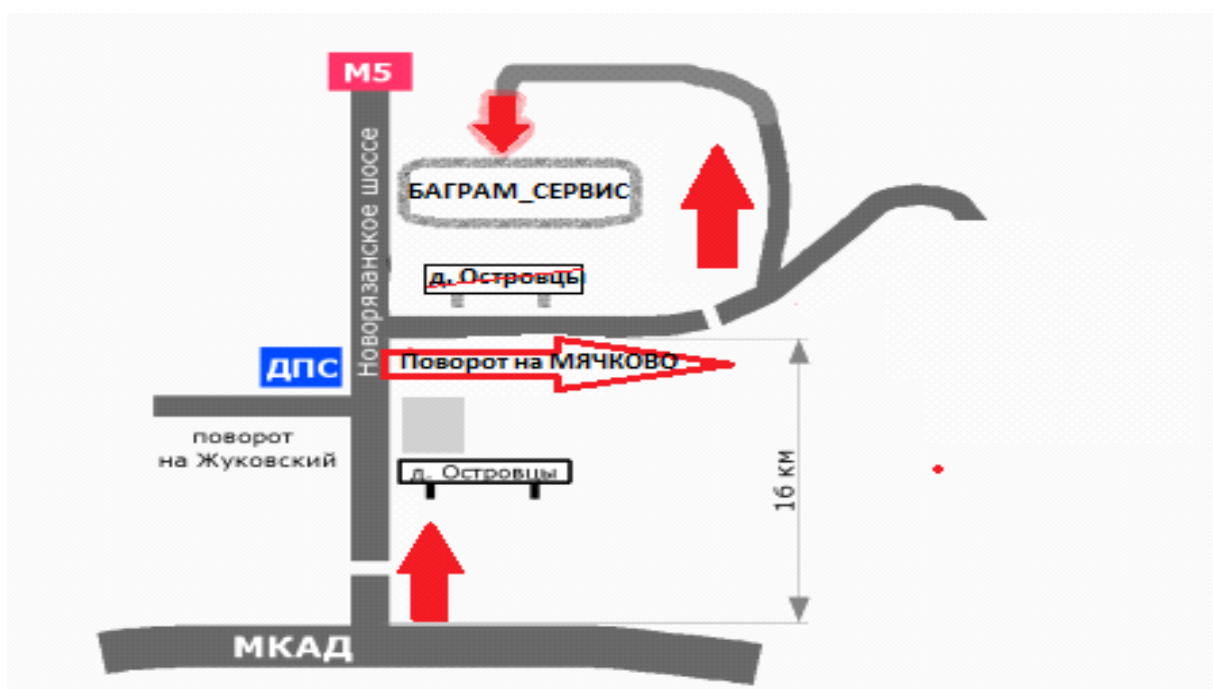 М5
Новорязанское шоссе
БАГРАМ_СЕРВИС
д. Островцы
ДПС
Поворот на МЯЧКОВО
поворот
на Жуковский
д. Островцы
16 км
МКАД